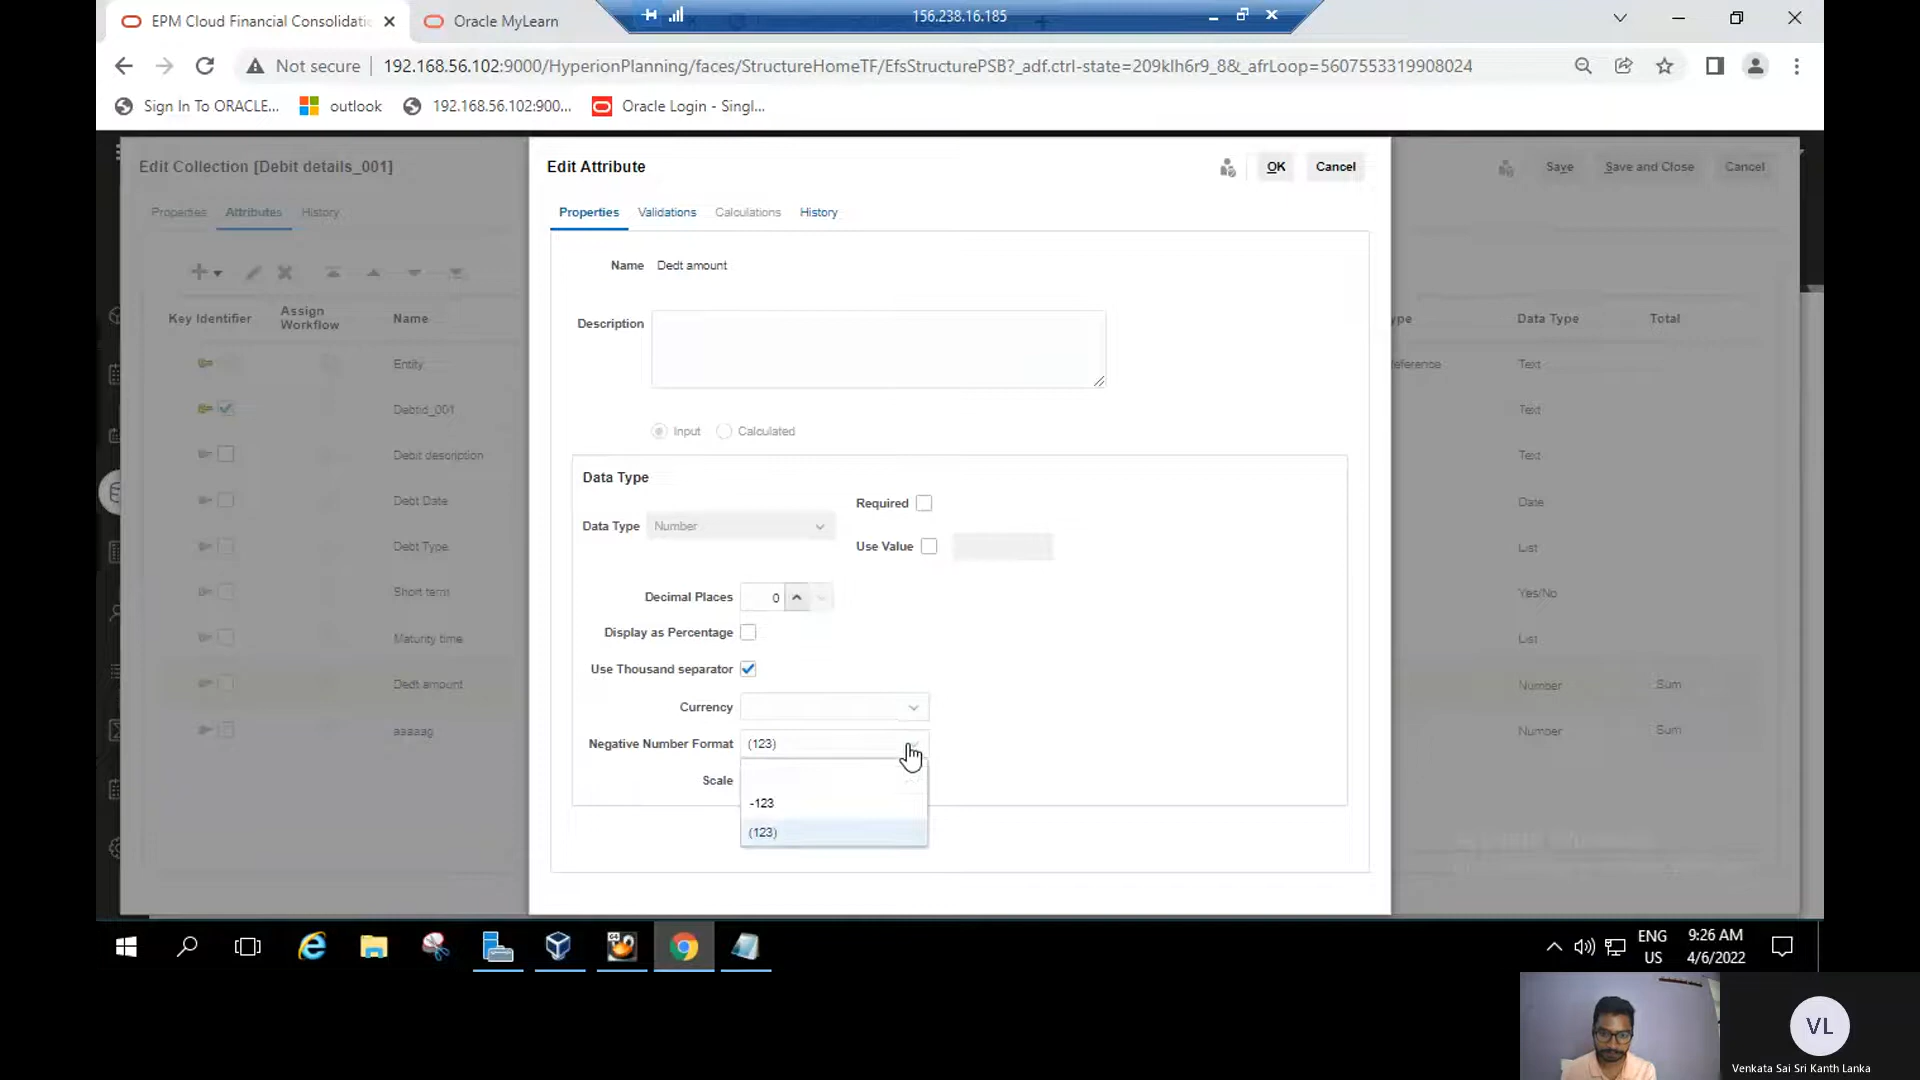 EPM Cloud Financial Consolidatio
Oracle MyLearn
156.238.16.185
Not secure
192.168.56.102:9000/HyperionPlanning/faces/StructureHomeTF/EfsStructurePSB?_adf.ctrl-state=209klh6r9_8&_afrLoop=5607553319908024
Sign In To ORACLE...
outlook
192.168.56.102:900...
Oracle Login - Singl...
Edit Collection [Debit details_001]
Save
Save and Close
Cancel
Properties
Attributes
History
Key Identifier
Assign Workflow
Name
Entity
Debtid_001
Debit description
Debt Date
Debt Type
Short term
Maturity time
Dedt amount
aaaaag
Edit Attribute
OK
Cancel
Properties
Validations
Calculations
History
Name Dedt amount
Description
Input
Calculated
Data Type
Data Type Number
Required
Use Value
Decimal Places 0
Display as Percentage
Use Thousand separator
Currency
Negative Number Format (123)
Scale
-123
(123)
Data Type
Total
Text
Text
Text
Date
List
Yes/No
List
Number Sum
Number Sum
ENG
US
9:26 AM
4/6/2022
VL
Venkata Sai Sri Kanth Lanka